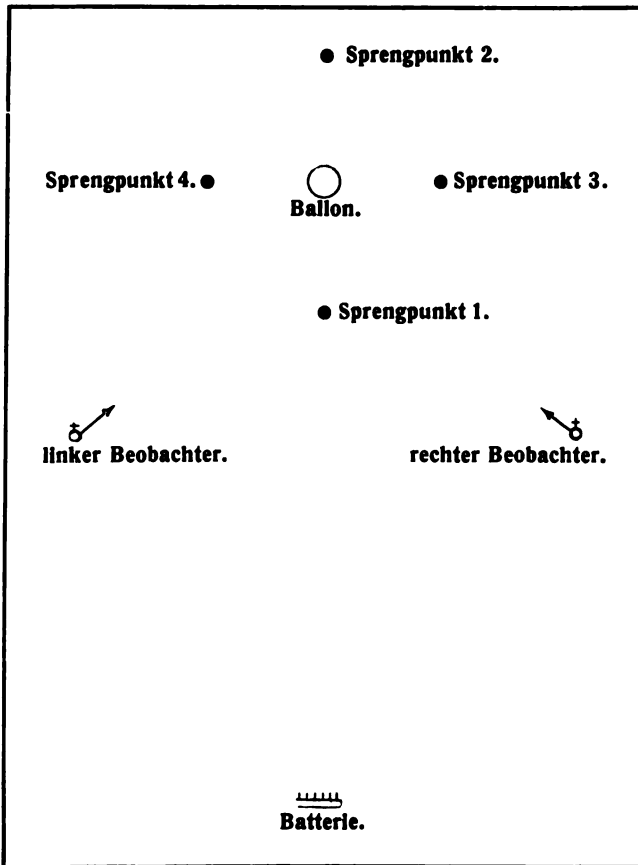 Sprengpunkt 2.
Sprengpunkt 4.
Sprengpunkt 3.
Ballon.
Sprengpunkt 1.
linker Beobachter.
rechter Beobachter.
Batterie.